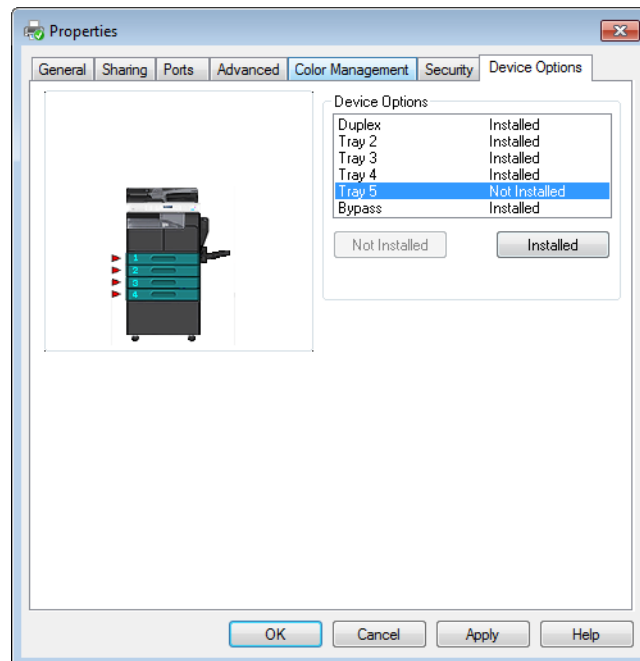 Properties
General Sharing Ports Advanced Color Management Security Device Options
Device Options
Duplex Installed
Tray 2 Installed
Tray 3 Installed
Tray 4 Installed
Tray 5 Not Installed
Bypass Installed
Not Installed Installed
1
2
3
4
OK Cancel Apply Help